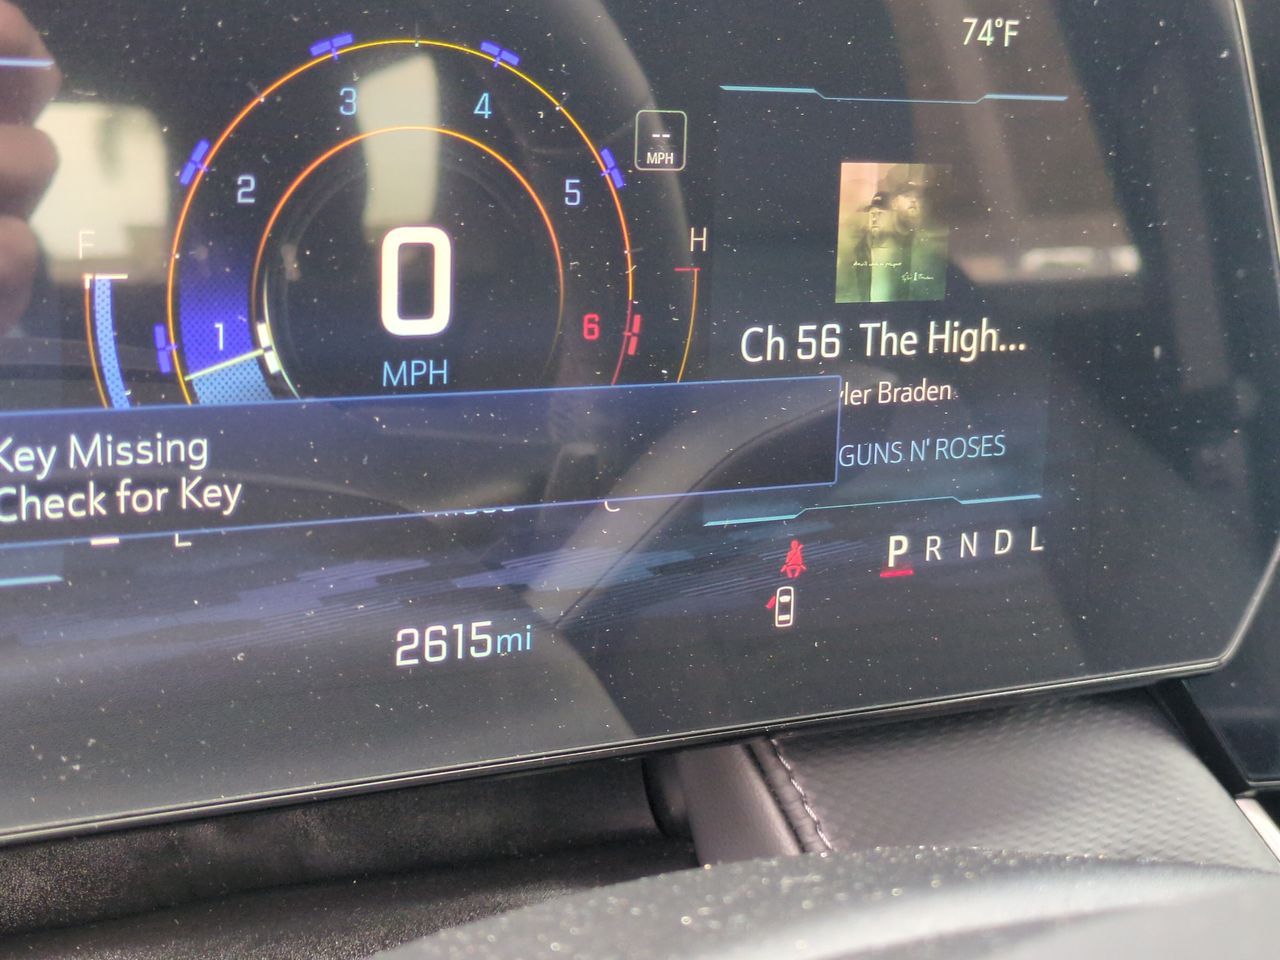 74°F
3
4
--
MPH
2
5
F
H
0
1
6
MPH
Ch 56 The High...
ler Braden
Key Missing
GUNS N' ROSES
Check for Key
C
L
P R N D L
2615mi